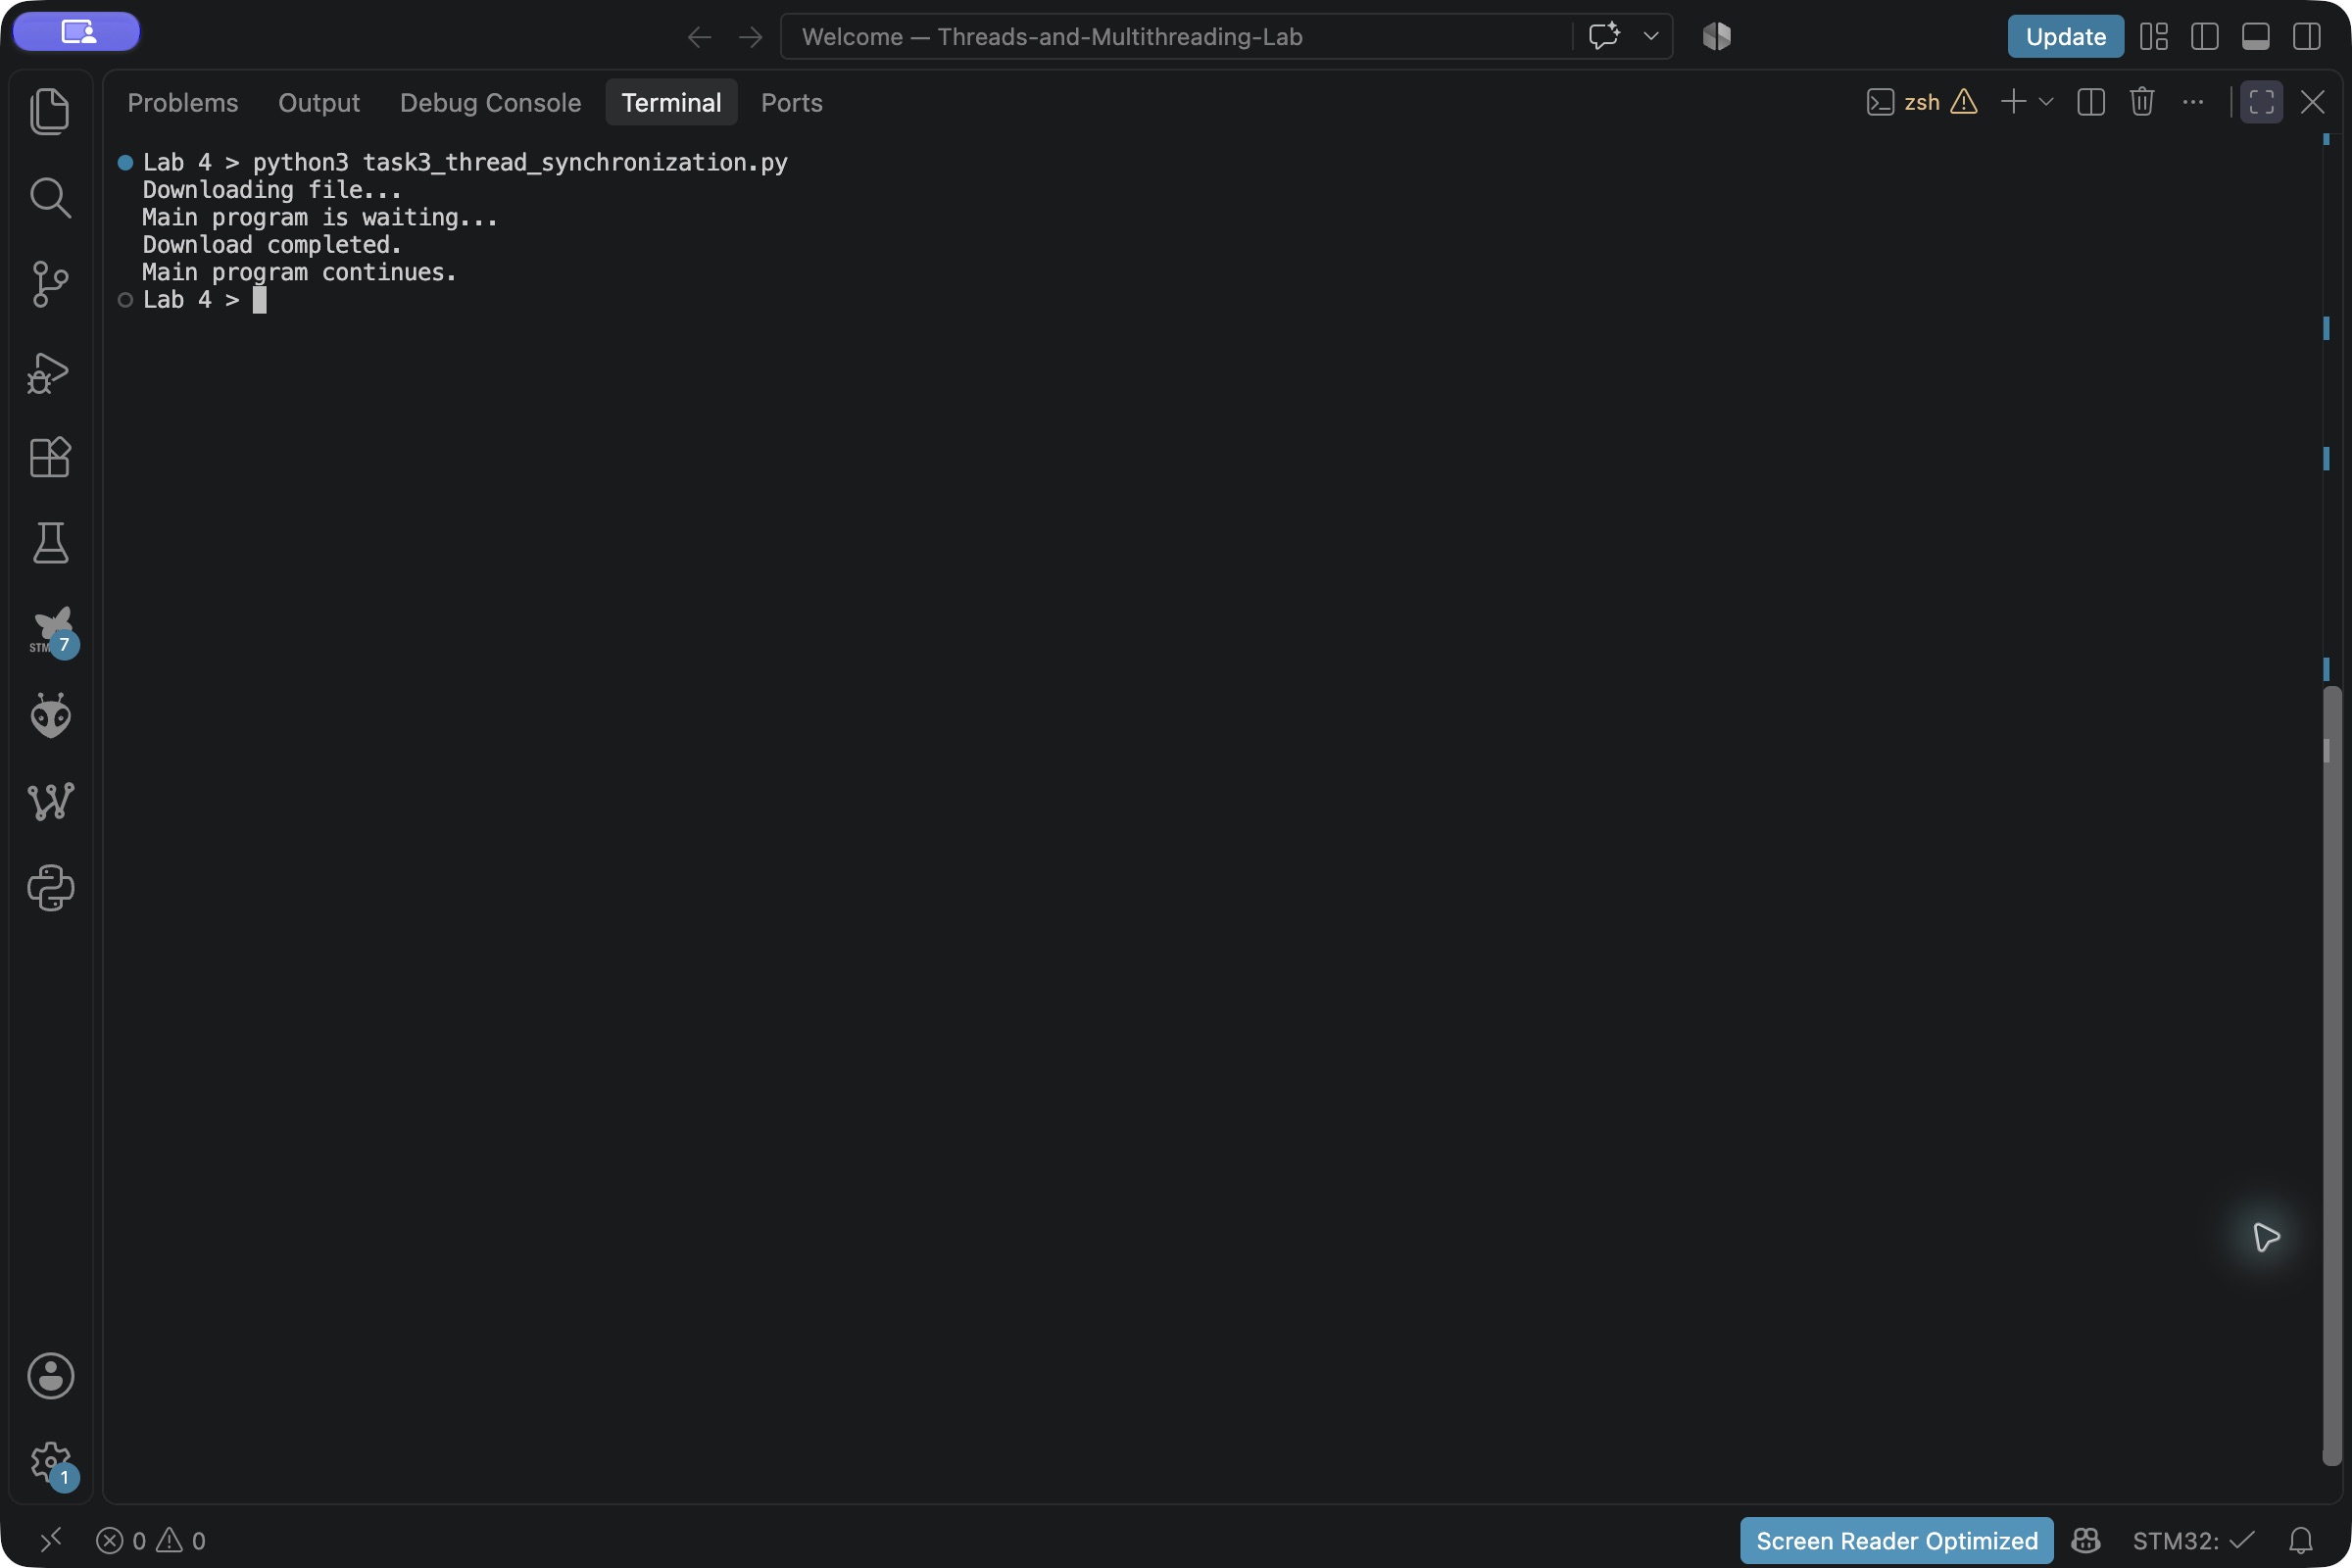 Welcome — Threads-and-Multithreading-Lab
Update
Problems Output Debug Console Terminal Ports
zsh
Lab 4 > python3 task3_thread_synchronization.py
Downloading file...
Main program is waiting...
Download completed.
Main program continues.
Lab 4 >
STM
7
1
0 0
Screen Reader Optimized
STM32: